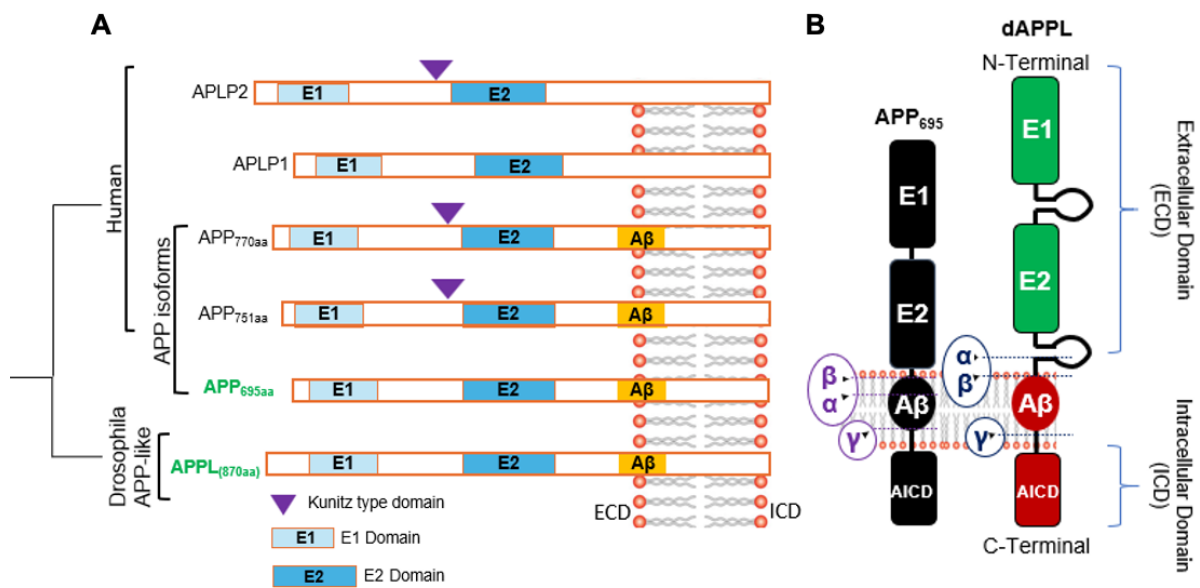 A
Human
APP isoforms
Drosophila
APP-like
APLP2
E1
E2
APLP1
E1
E2
APP770aa
E1
E2
Aβ
APP751aa
E1
E2
Aβ
APP695aa
E1
E2
Aβ
APPL(870aa)
E1
E2
Aβ
Kunitz type domain
ECD
ICD
E1
E1 Domain
E2
E2 Domain
B
dAPPL
N-Terminal
APP695
E1
E2
Aβ
AICD
E1
E2
Aβ
AICD
β
α
γ
α
β
γ
C-Terminal
Extracellular Domain
(ECD)
Intracellular Domain
(ICD)